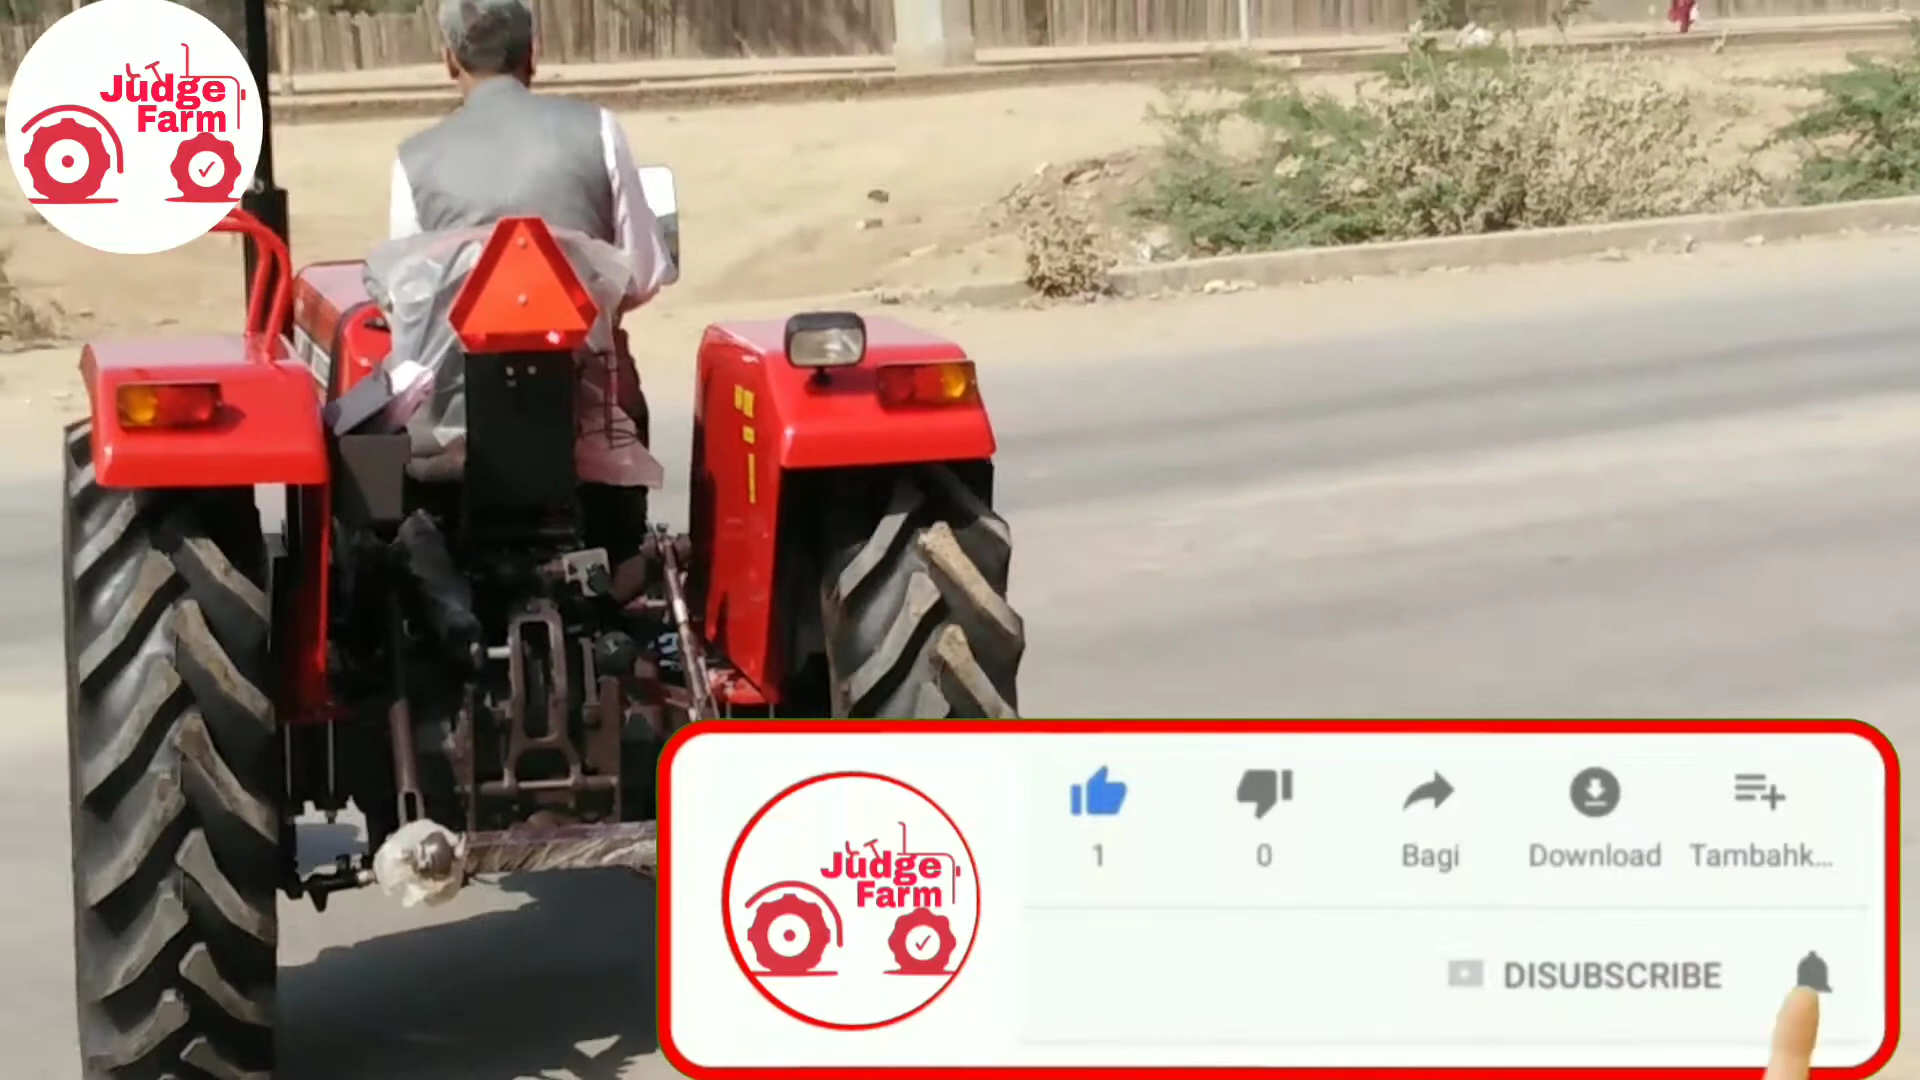 Judge
Farm
Judge
Farm
1
0
Bagi
Download
Tambahk...
DISUBSCRIBE